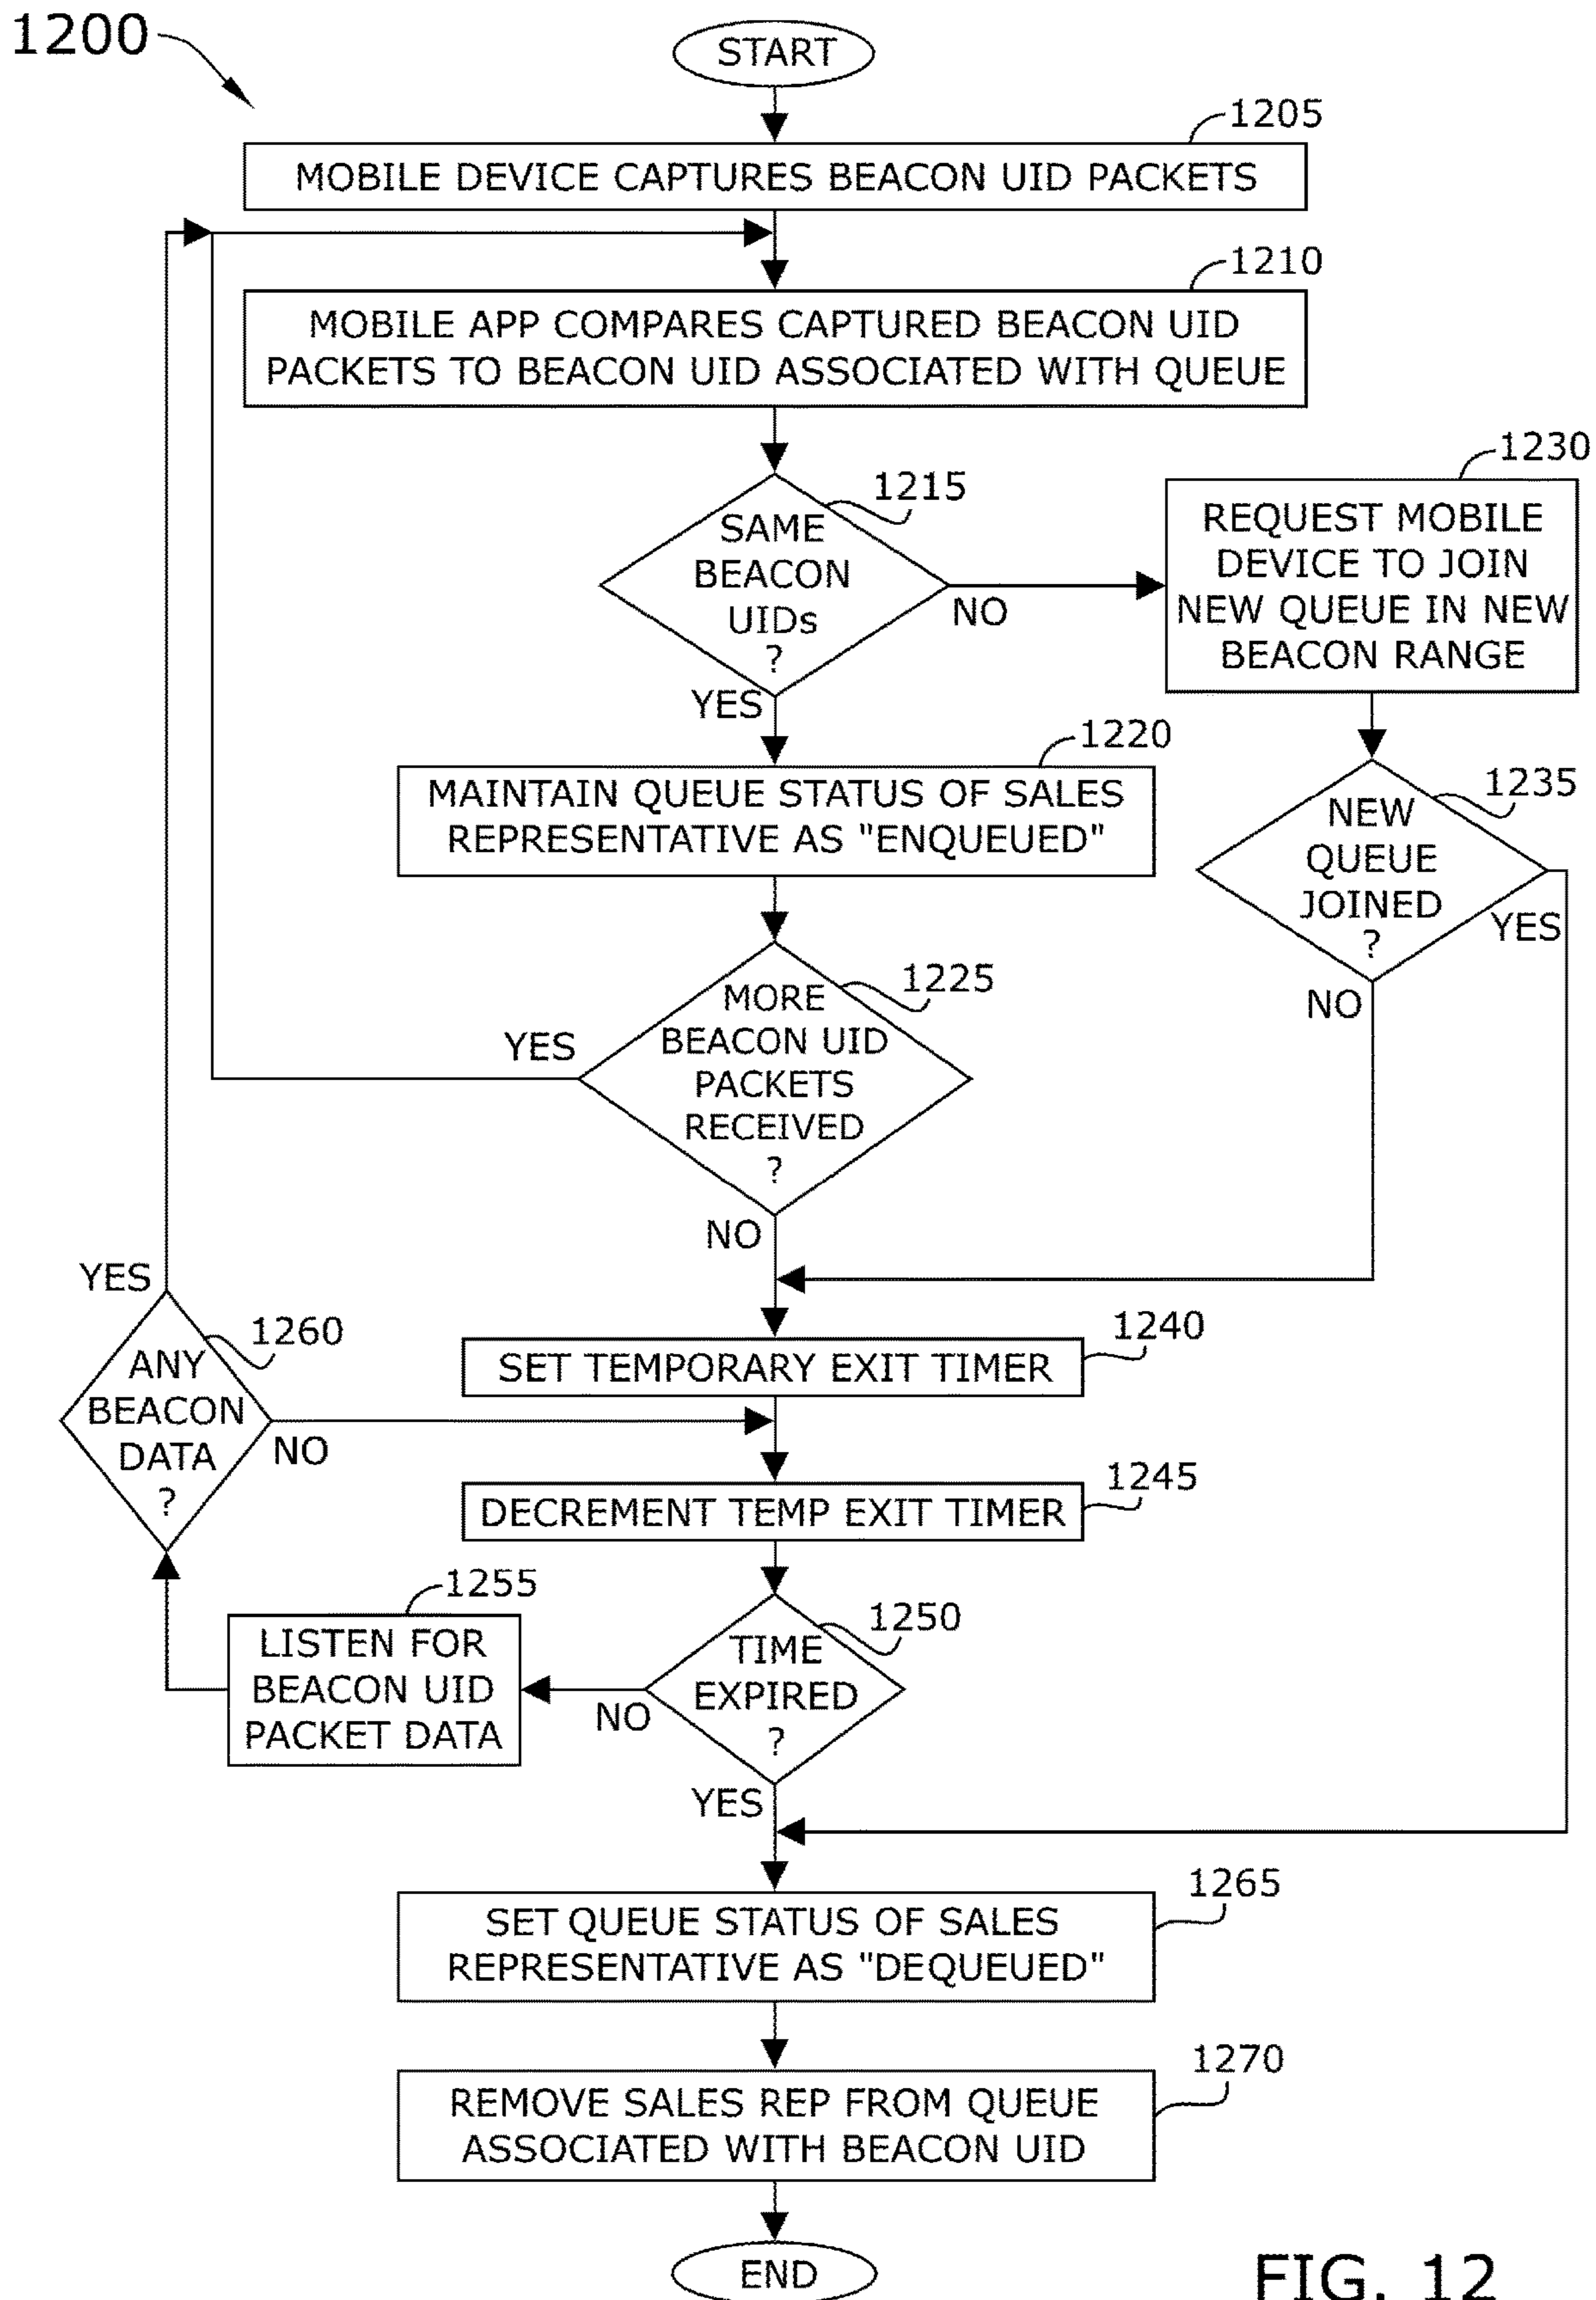 1200
START
1205
MOBILE DEVICE CAPTURES BEACON UID PACKETS
1210
MOBILE APP COMPARES CAPTURED BEACON UID
PACKETS TO BEACON UID ASSOCIATED WITH QUEUE
1215
SAME
BEACON
UIDs
?
NO
YES
1230
REQUEST MOBILE
DEVICE TO JOIN
NEW QUEUE IN NEW
BEACON RANGE
1220
MAINTAIN QUEUE STATUS OF SALES
REPRESENTATIVE AS "ENQUEUED"
1235
NEW
QUEUE
JOINED
?
YES
NO
1225
MORE
BEACON UID
PACKETS
RECEIVED
?
YES
NO
YES
1260
ANY
BEACON
DATA
?
NO
1240
SET TEMPORARY EXIT TIMER
1245
DECREMENT TEMP EXIT TIMER
1255
LISTEN FOR
BEACON UID
PACKET DATA
1250
TIME
EXPIRED
?
NO
YES
1265
SET QUEUE STATUS OF SALES
REPRESENTATIVE AS "DEQUEUED"
1270
REMOVE SALES REP FROM QUEUE
ASSOCIATED WITH BEACON UID
END
FIG. 12